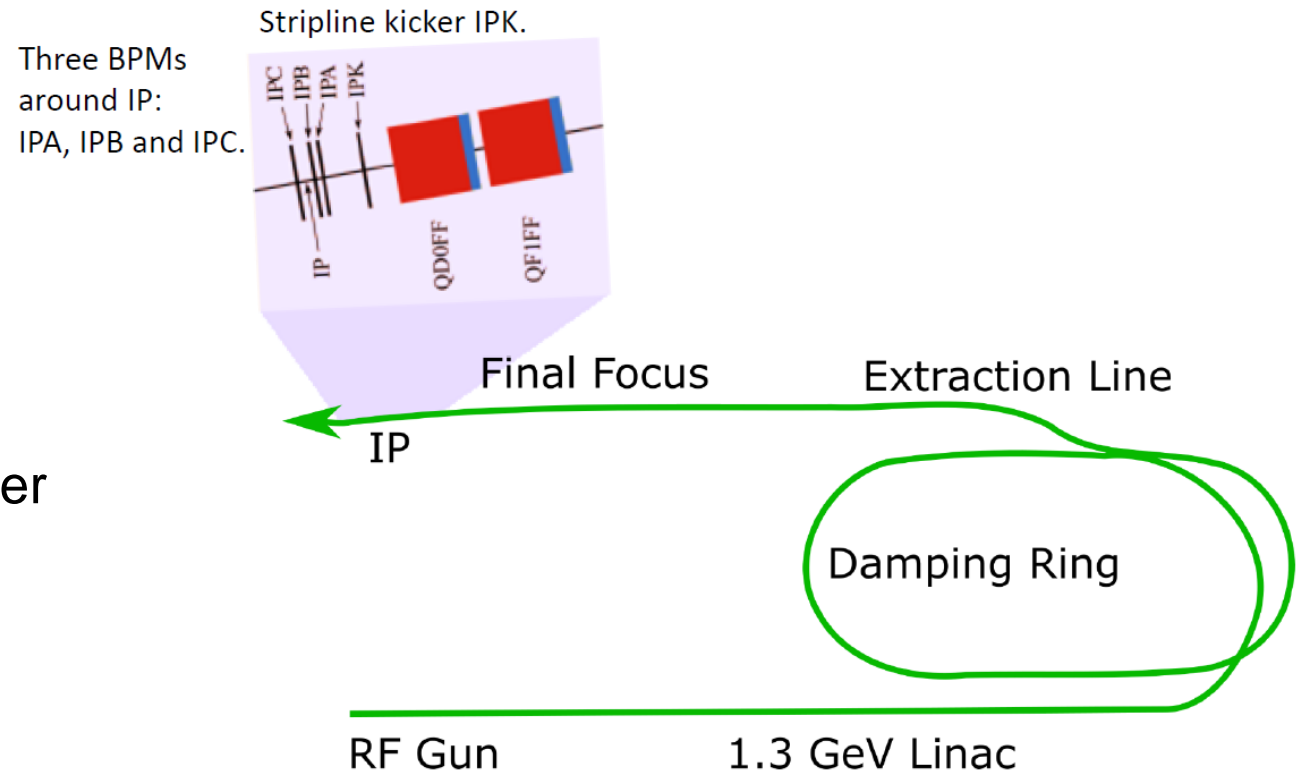 Stripline kicker IPK.
Three BPMs
around IP:
IPA, IPB and IPC.
IPC
IPB
IPA
IPK
IP
QD0FF
QF1FF
Final Focus
Extraction Line
IP
er
Damping Ring
RF Gun
1.3 GeV Linac